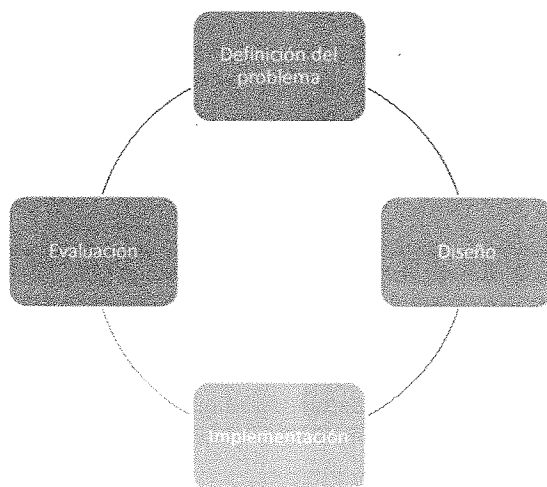 Definición del
problema
Evaluación
Diseño
Implementación